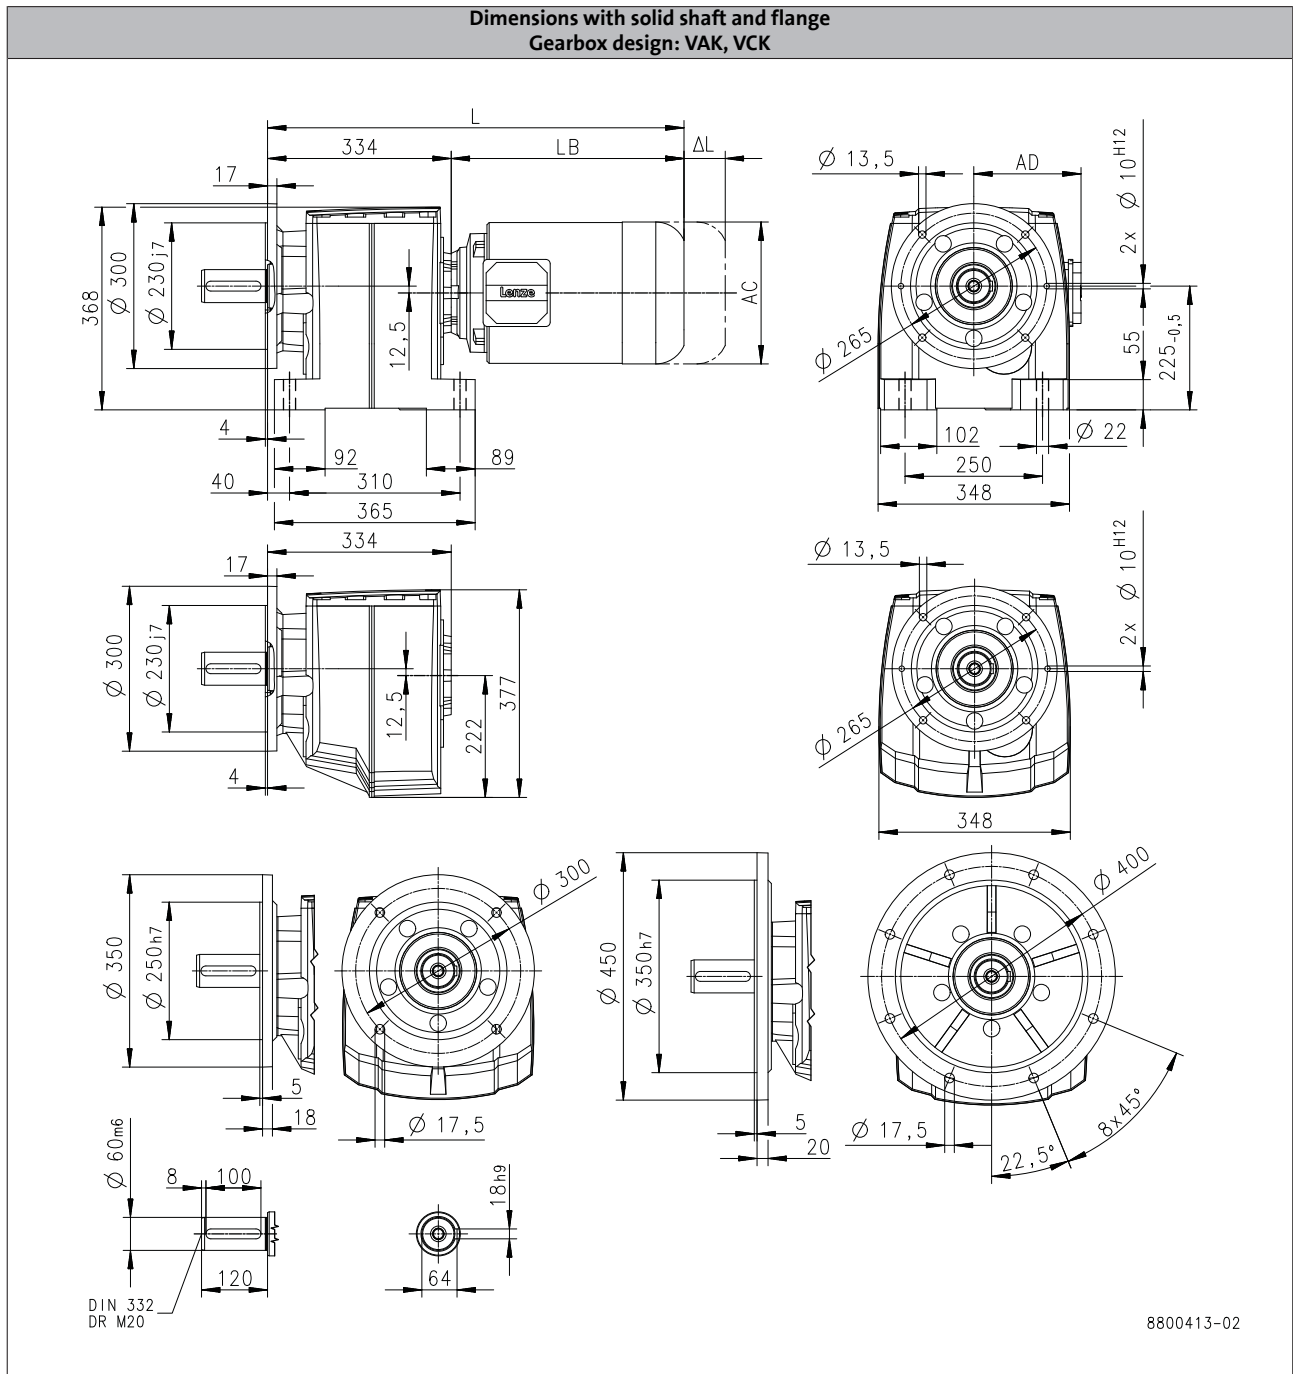 Dimensions with solid shaft and flange
Gearbox design: VAK, VCK
L
334
LB
ΔL
17
368
Ø 300
Ø 230j7
Lenze
12,5
AC
4
92
89
40
310
365
Ø 13,5
AD
2x Ø 10H12
Ø 265
55
225-0,5
102
Ø 22
250
348
334
17
Ø 300
Ø 230j7
12,5
222
377
4
Ø 13,5
2x Ø 10H12
Ø 265
348
Ø 350
Ø 250h7
5
18
Ø 300
Ø 17,5
Ø 450
Ø 350h7
5
20
Ø 400
Ø 17,5
22,5°
8x45°
Ø 60m6
8
100
120
DIN 332
DR M20
18h9
64
8800413-02